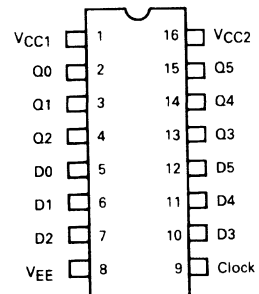 VCC1 1 16 VCC2
Q0 2 15 Q5
Q1 3 14 Q4
Q2 4 13 Q3
D0 5 12 D5
D1 6 11 D4
D2 7 10 D3
VEE 8 9 Clock